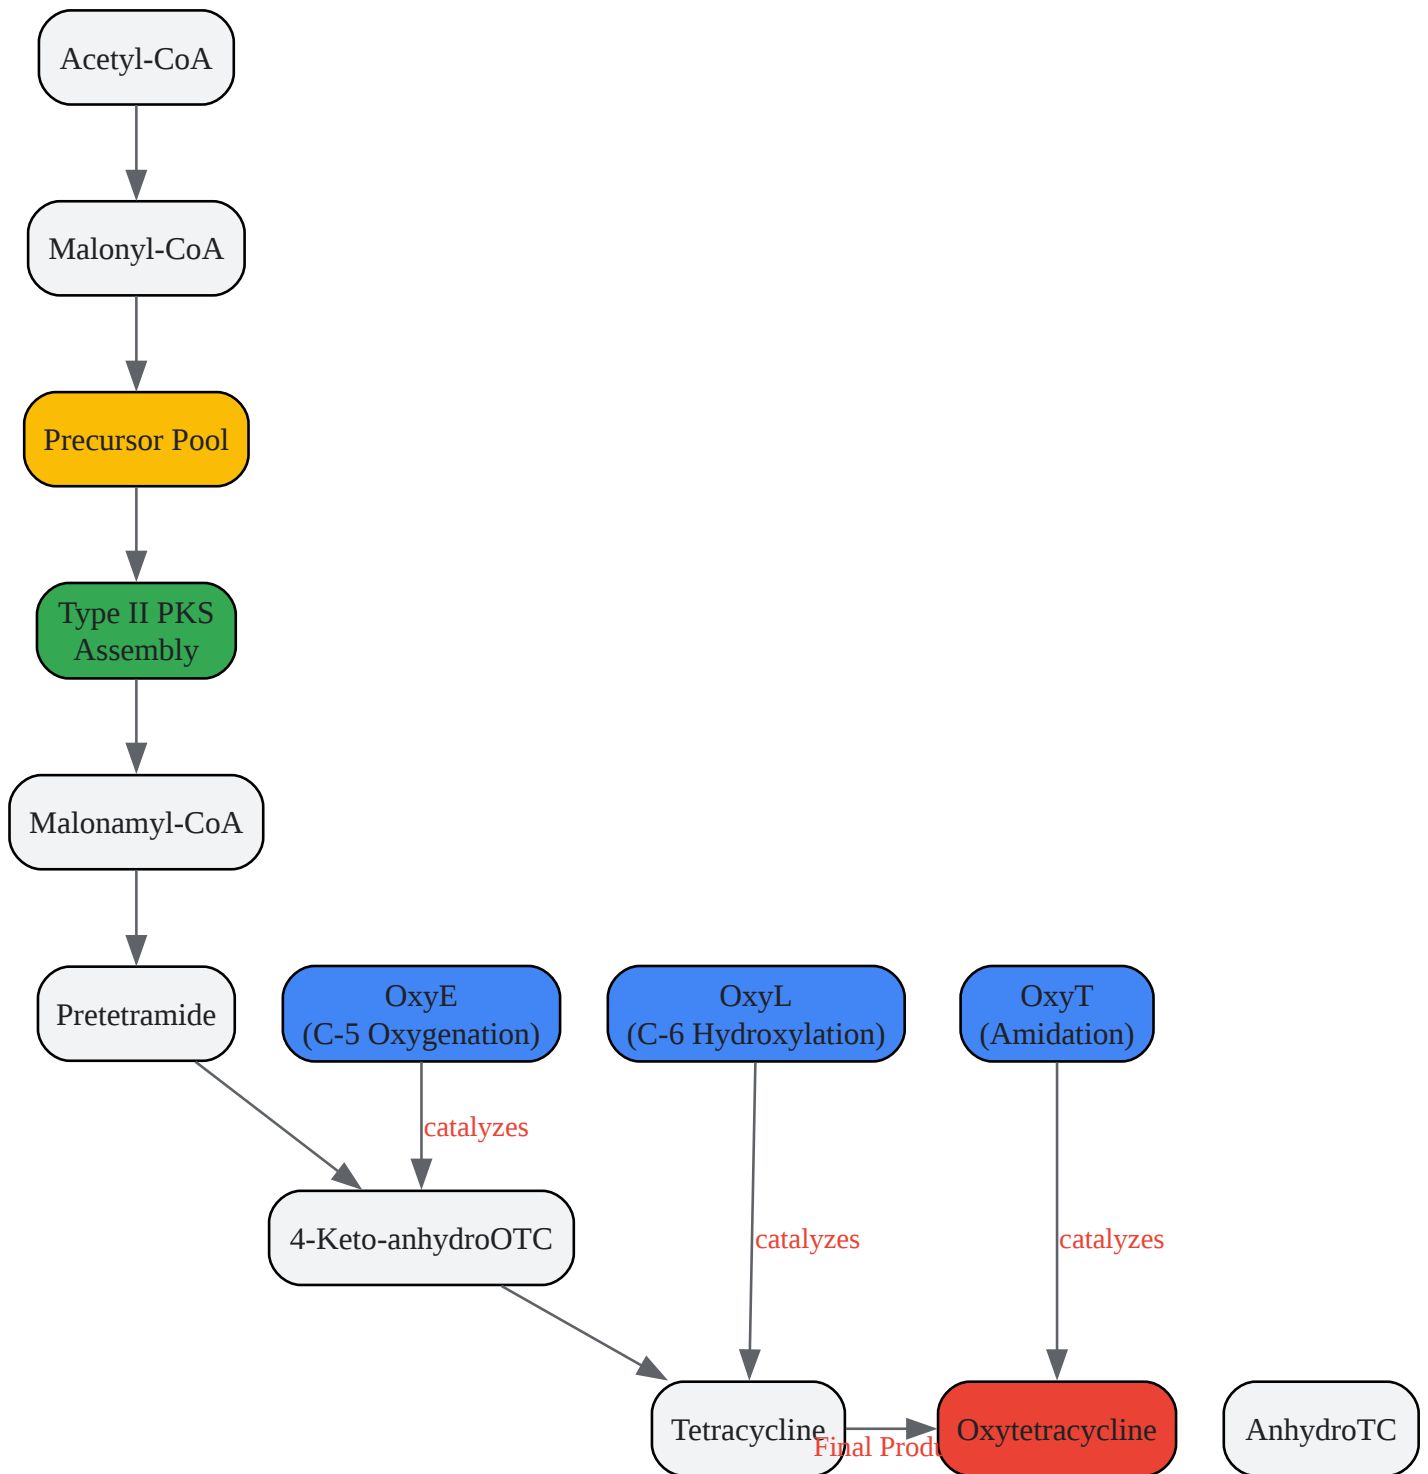 Acetyl-CoA
Malonyl-CoA
Precursor Pool
Type II PKS
Assembly
Malonamyl-CoA
Pretetramide
OxyE
(C-5 Oxygenation)
OxyL
(C-6 Hydroxylation)
OxyT
(Amidation)
catalyzes
4-Keto-anhydroOTC
catalyzes
catalyzes
Tetracycline
Final
Oxytetracycline
AnhydroTC